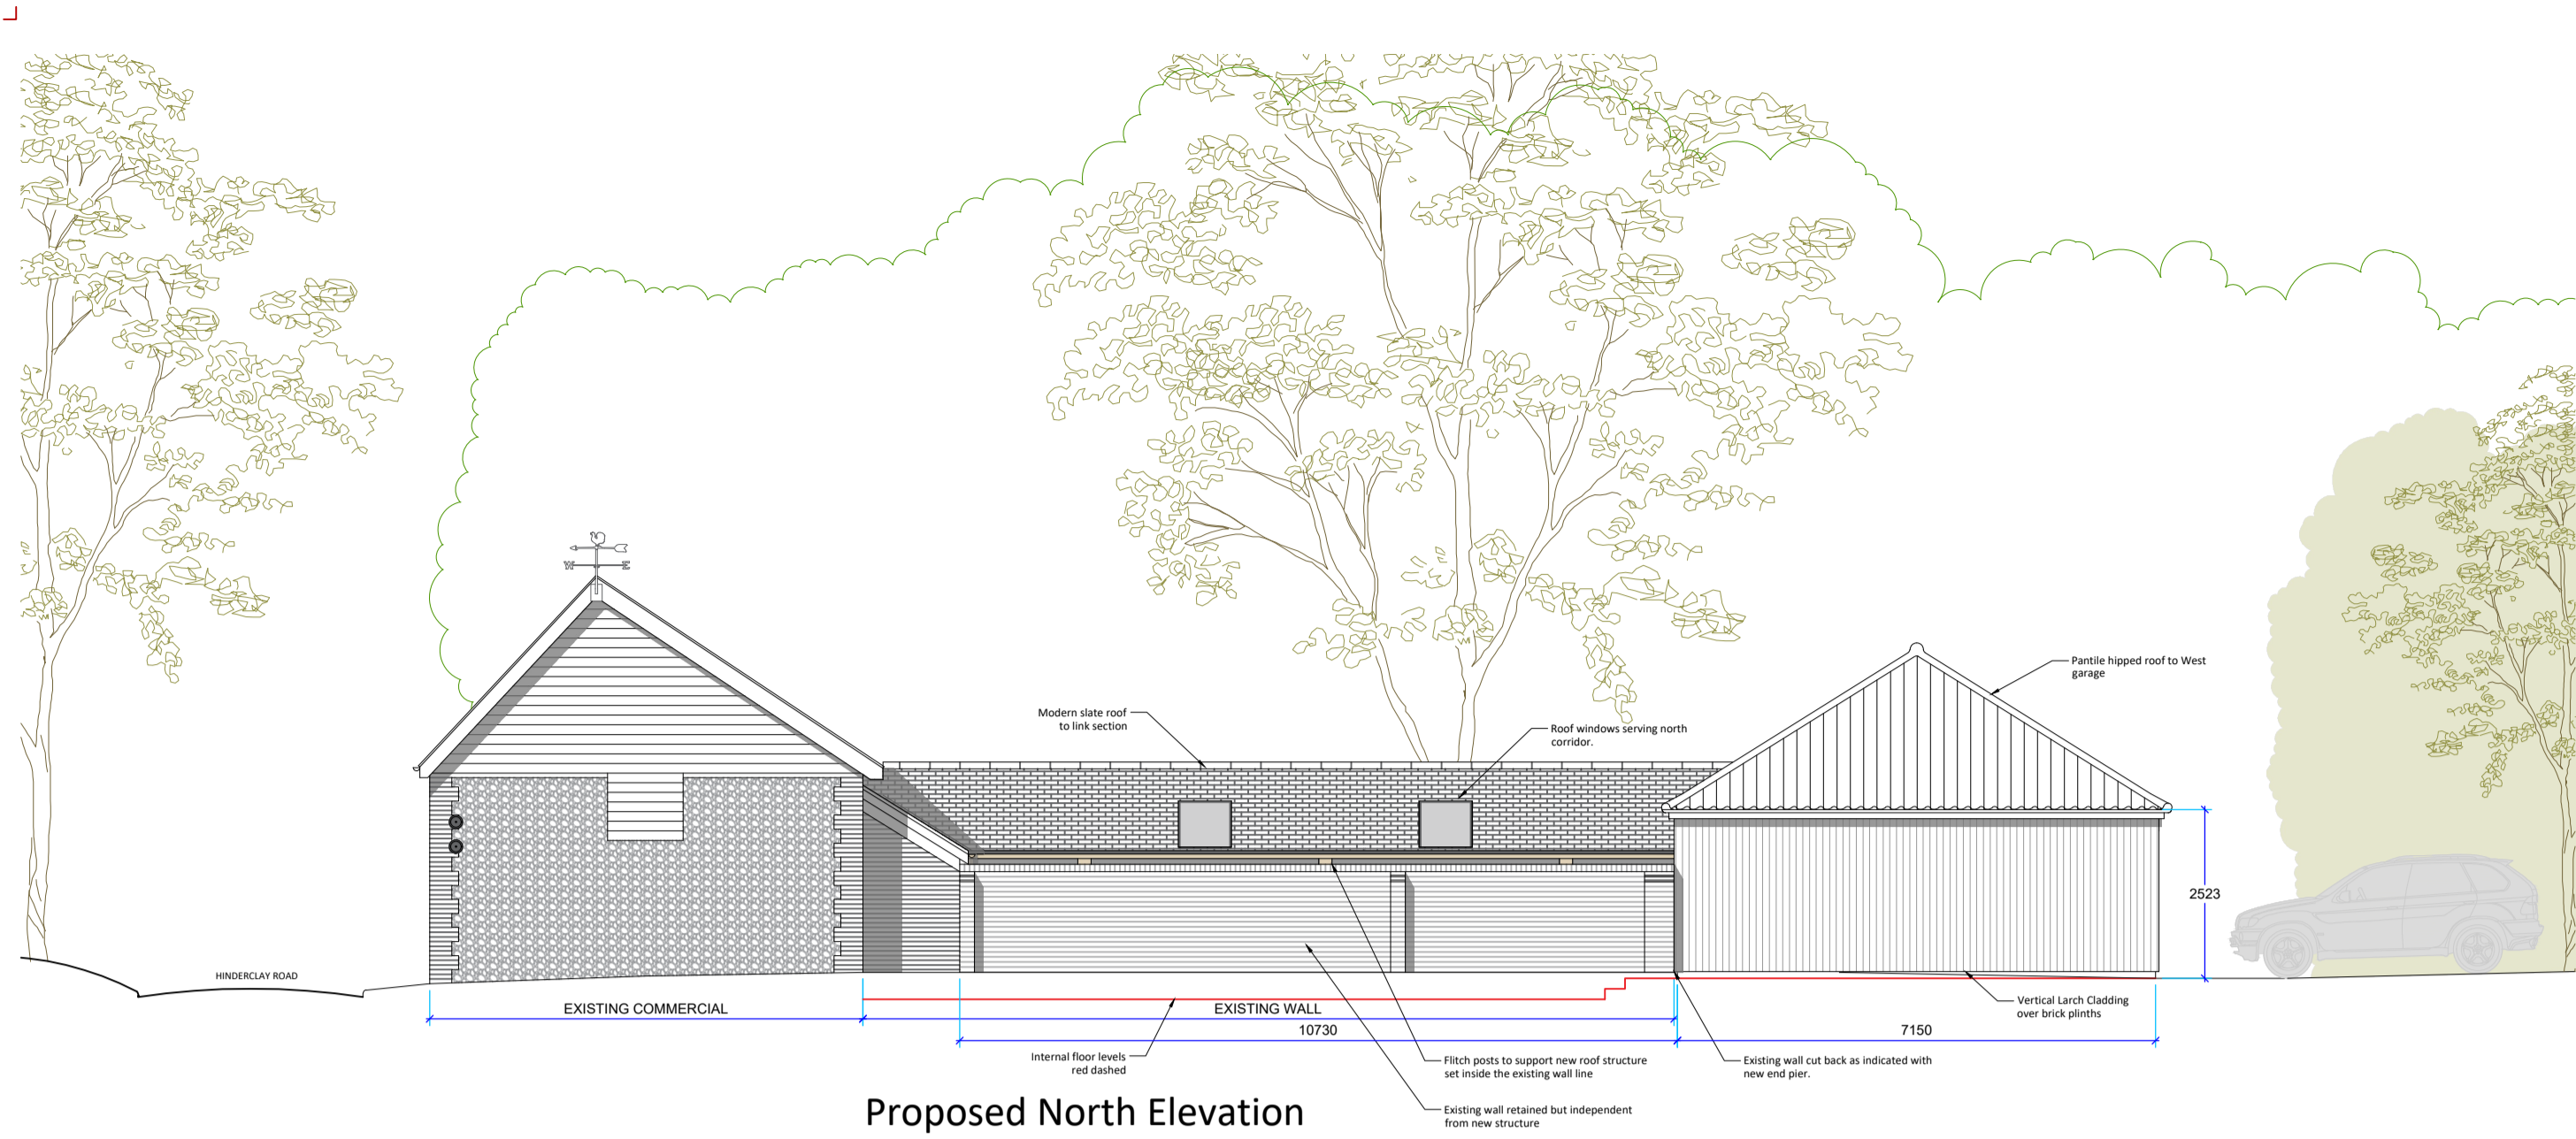 W E
Modern slate roof
to link section
Roof windows serving north
corridor.
Pantile hipped roof to West
garage
2523
HINDERCLAY ROAD
EXISTING COMMERCIAL
EXISTING WALL
10730
7150
Vertical Larch Cladding
over brick plinths
Internal floor levels
red dashed
Flitch posts to support new roof structure
set inside the existing wall line
Existing wall cut back as indicated with
new end pier.
Existing wall retained but independent
from new structure
Proposed North Elevation